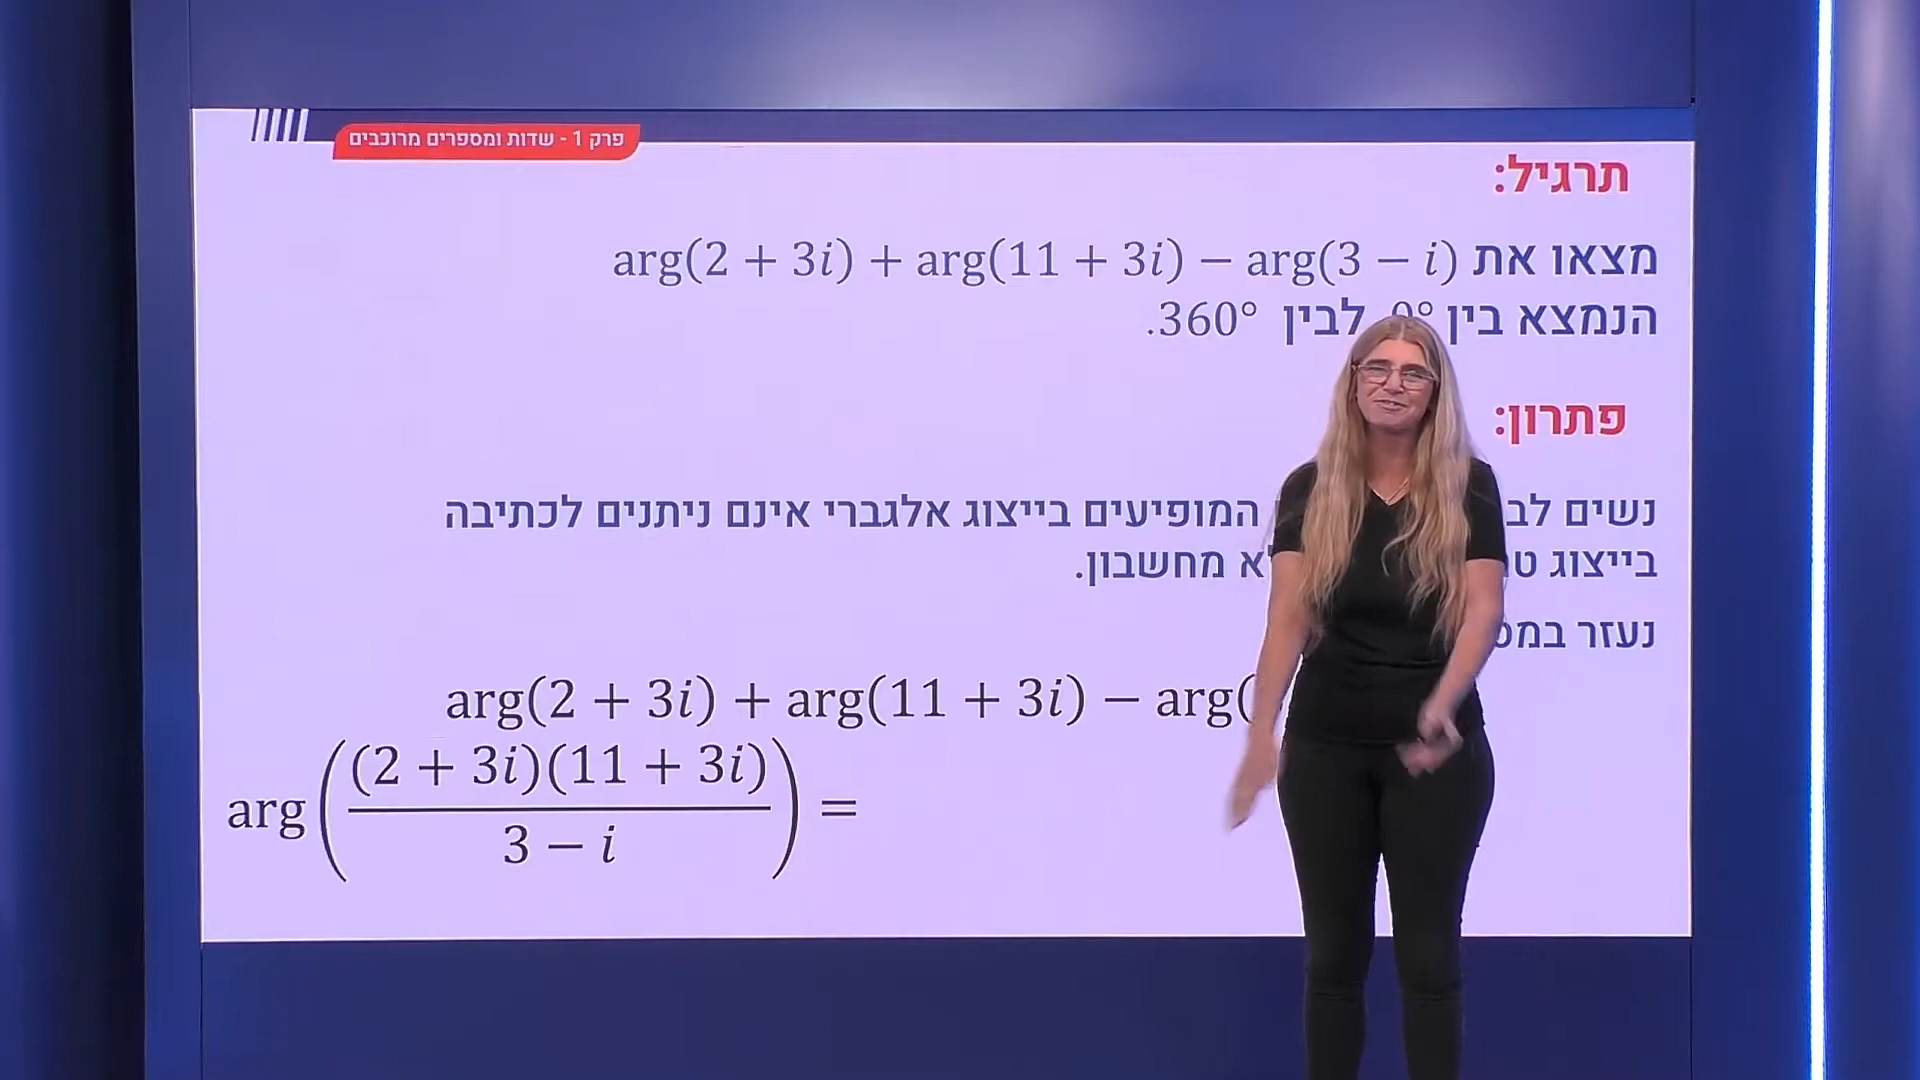 פרק 1 - שדות ומספרים מרוכבים
תרגיל:
מצאו את arg(2 + 3i) + arg(11 + 3i) − arg(3 − i)
הנמצא בין 0° לבין 360°.
פתרון:
נשים לב המופיעים בייצוג אלגברי אינם ניתנים לכתיבה
בייצוג מחשבון.
נעזר
arg(2 + 3i) + arg(11 + 3i) − arg(
arg((2 + 3i)(11 + 3i) / 3 − i) =